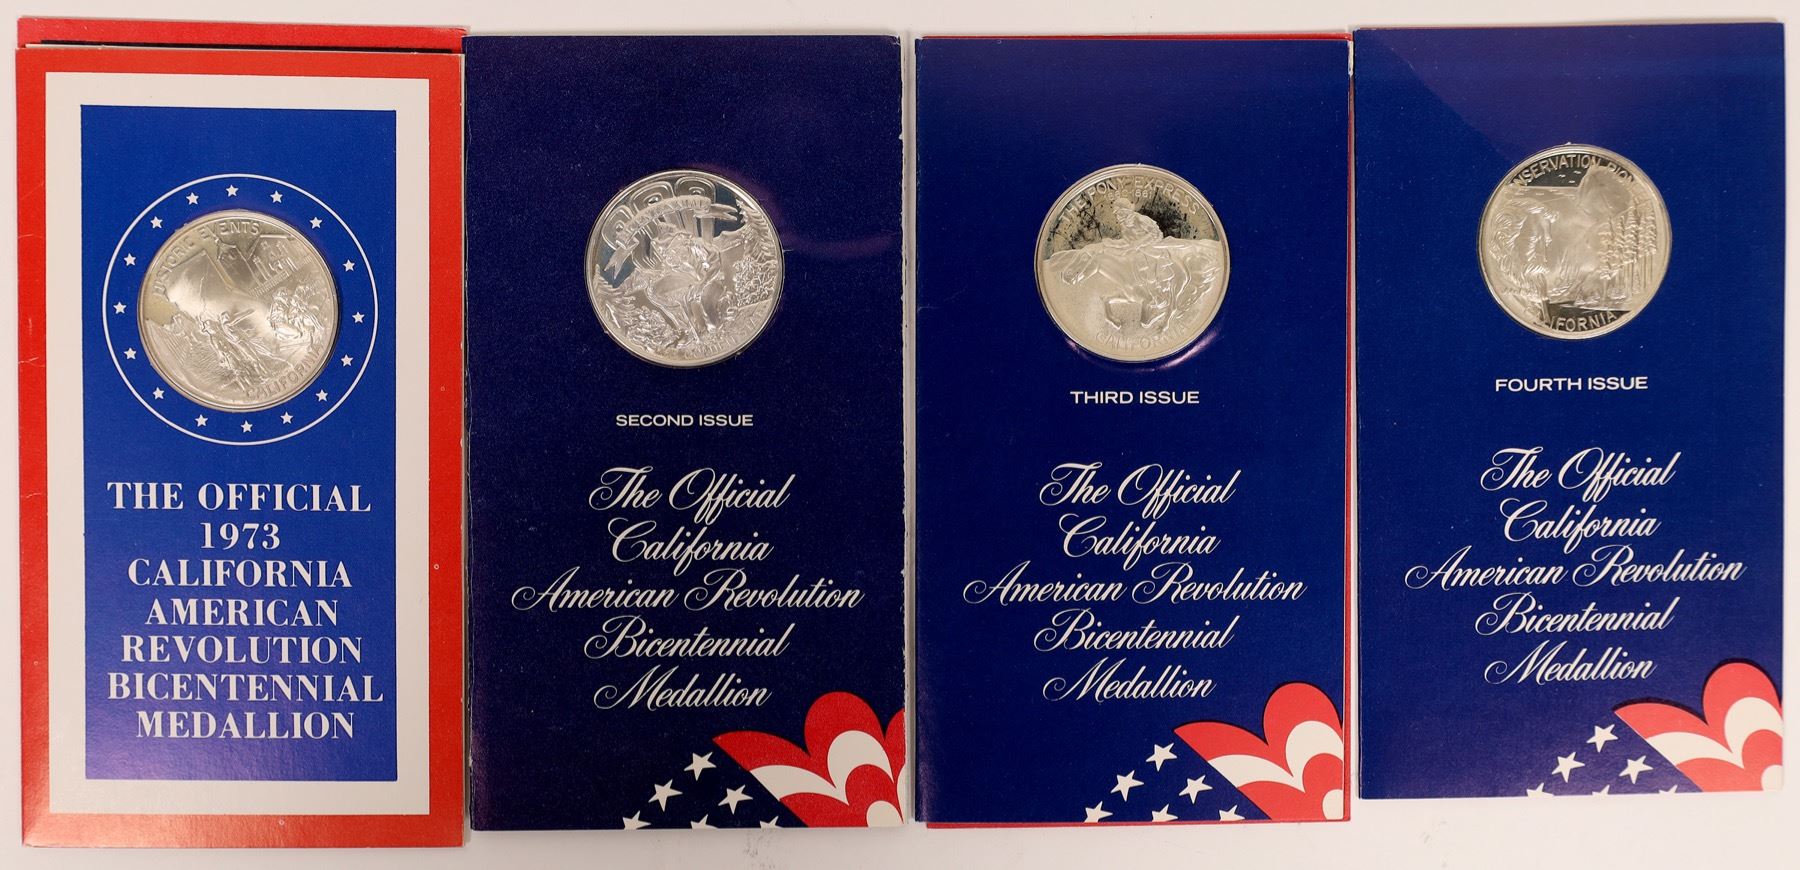 HISTORIC EVENTS
CALIFORNIA
THE OFFICIAL
1973
CALIFORNIA
AMERICAN
REVOLUTION
BICENTENNIAL
MEDALLION
SECOND ISSUE
The Official
California
American Revolution
Bicentennial
Medallion
THE PONY EXPRESS
CALIFORNIA
THIRD ISSUE
The Official
California
American Revolution
Bicentennial
Medallion
CALIFORNIA
FOURTH ISSUE
The Official
California
American Revolution
Bicentennial
Medallion